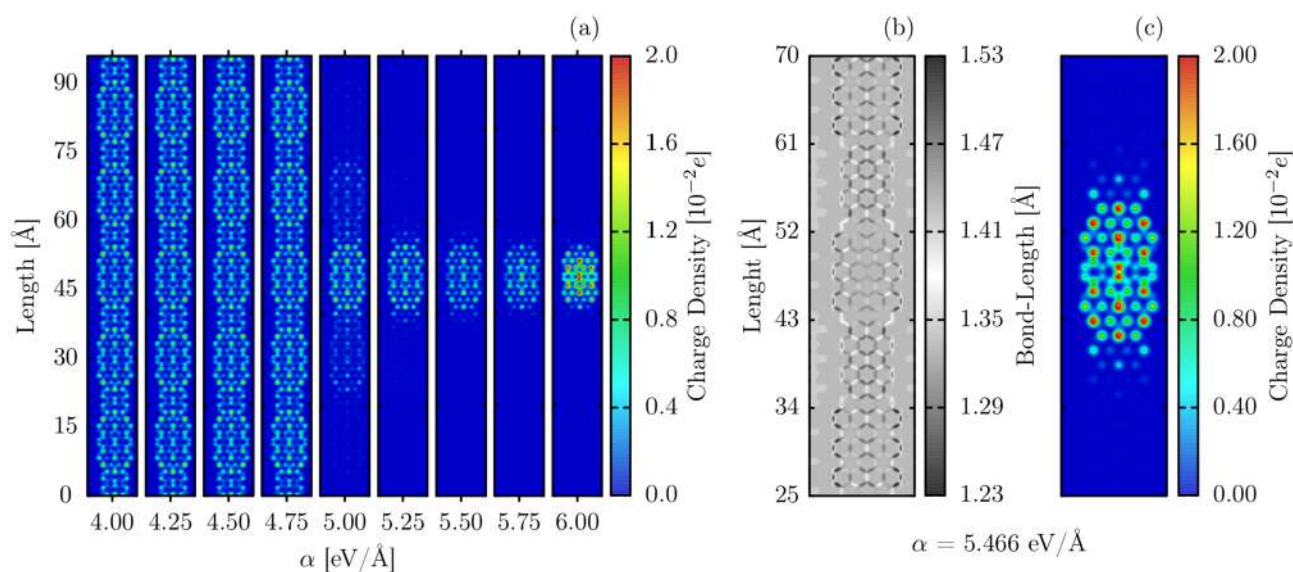 (a)
(b)
(c)
90
75
60
45
30
15
0
Length [Å]
4.00 4.25 4.50 4.75 5.00 5.25 5.50 5.75 6.00
α [eV/Å]
2.0
1.6
1.2
0.8
0.4
0.0
Charge Density [10⁻²e]
70
61
52
43
34
25
Lenght [Å]
1.53
1.47
1.41
1.35
1.29
1.23
Bond-Length [Å]
2.00
1.60
1.20
0.80
0.40
0.00
Charge Density [10⁻²e]
α = 5.466 eV/Å